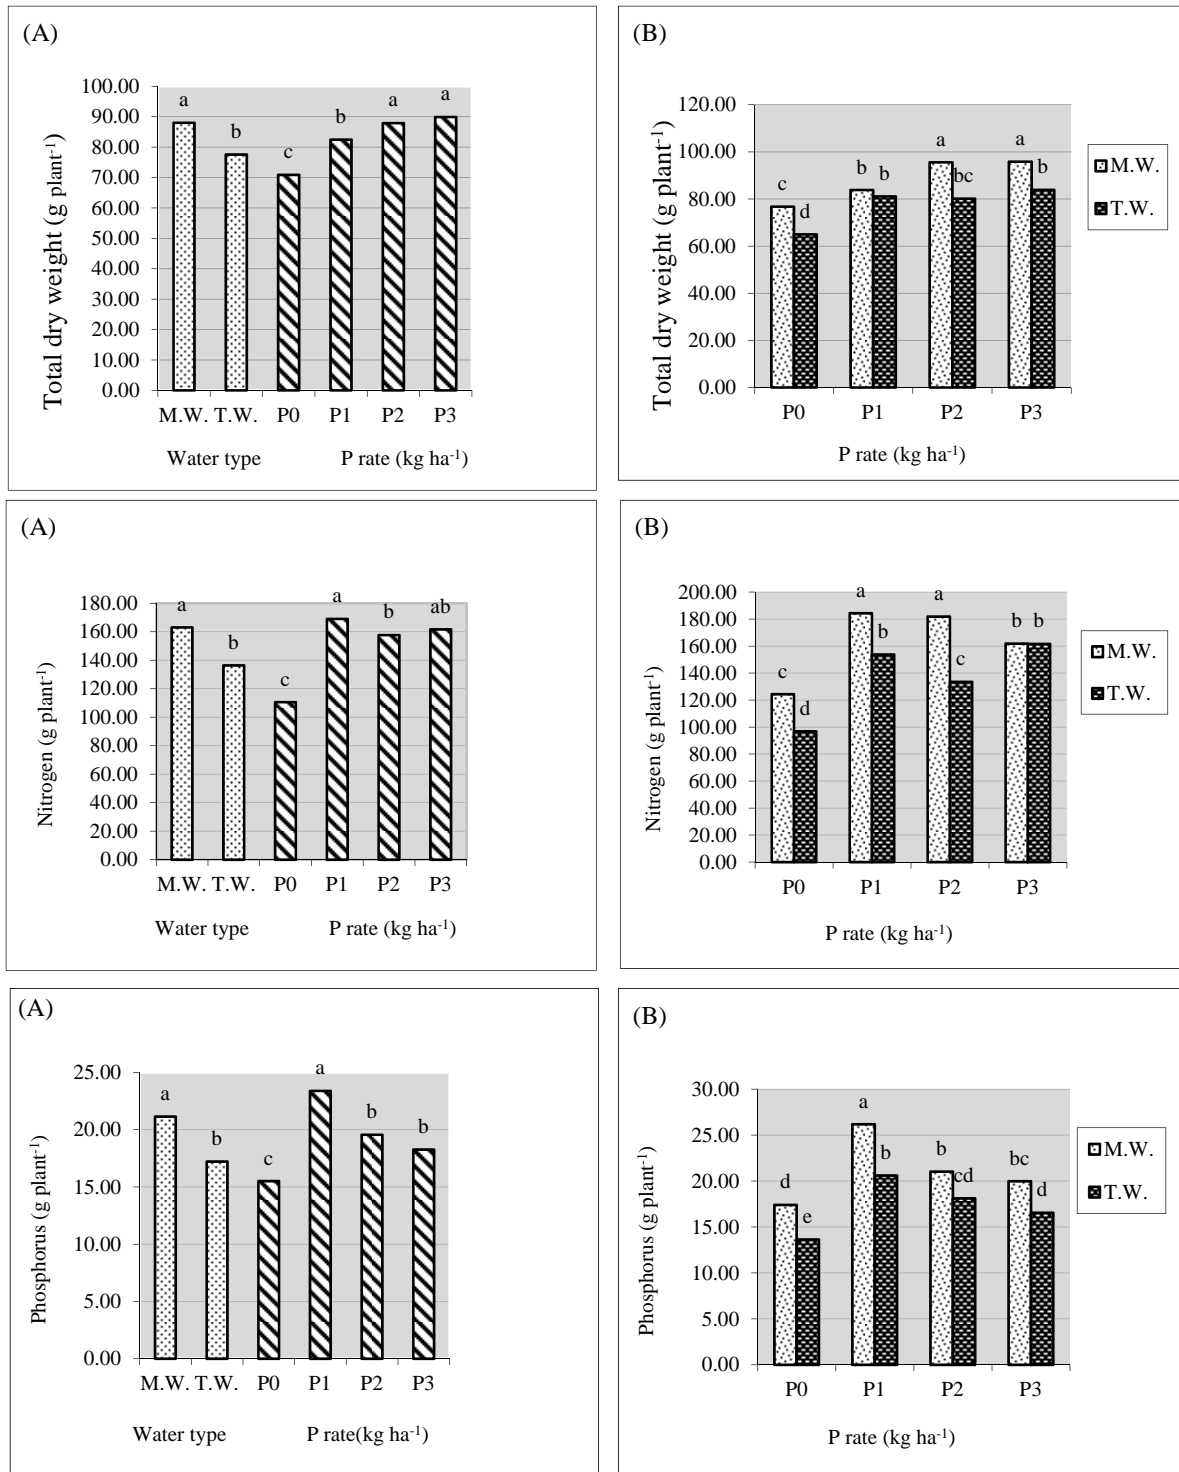 (A)
Total dry weight (g plant-1)
100.00
90.00
80.00
70.00
60.00
50.00
40.00
30.00
20.00
10.00
0.00
a b c b a a
M.W. T.W. P0 P1 P2 P3
Water type P rate (kg ha-1)
(B)
Total dry weight (g plant-1)
120.00
100.00
80.00
60.00
40.00
20.00
0.00
c d b b a bc a b
P0 P1 P2 P3
P rate (kg ha-1)
M.W.
T.W.
(A)
Nitrogen (g plant-1)
180.00
160.00
140.00
120.00
100.00
80.00
60.00
40.00
20.00
0.00
a b c a b ab
M.W. T.W. P0 P1 P2 P3
Water type P rate (kg ha-1)
(B)
Nitrogen (g plant-1)
200.00
180.00
160.00
140.00
120.00
100.00
80.00
60.00
40.00
20.00
0.00
c d a b a c b b
P0 P1 P2 P3
P rate (kg ha-1)
M.W.
T.W.
(A)
Phosphorus (g plant-1)
25.00
20.00
15.00
10.00
5.00
0.00
a b c a b b
M.W. T.W. P0 P1 P2 P3
Water type P rate(kg ha-1)
(B)
Phosphorus (g plant-1)
30.00
25.00
20.00
15.00
10.00
5.00
0.00
d e a b b cd bc d
P0 P1 P2 P3
P rate (kg ha-1)
M.W.
T.W.